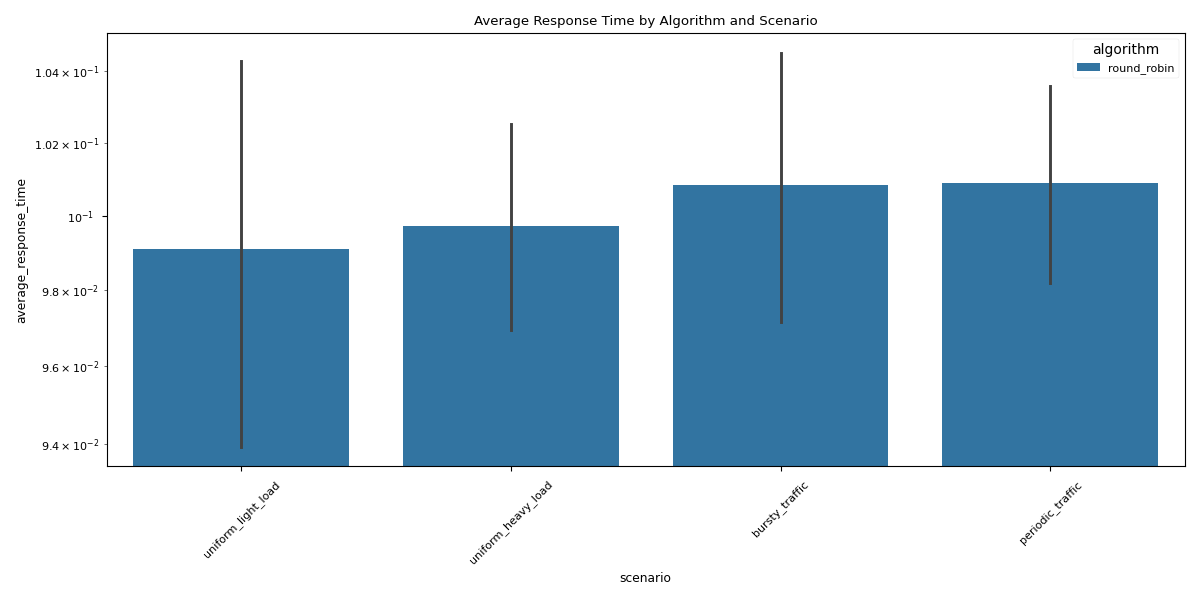 Average Response Time by Algorithm and Scenario
algorithm
round_robin
average_response_time
1.04 × 10⁻¹
1.02 × 10⁻¹
10⁻¹
9.8 × 10⁻²
9.6 × 10⁻²
9.4 × 10⁻²
uniform_light_load
uniform_heavy_load
bursty_traffic
periodic_traffic
scenario